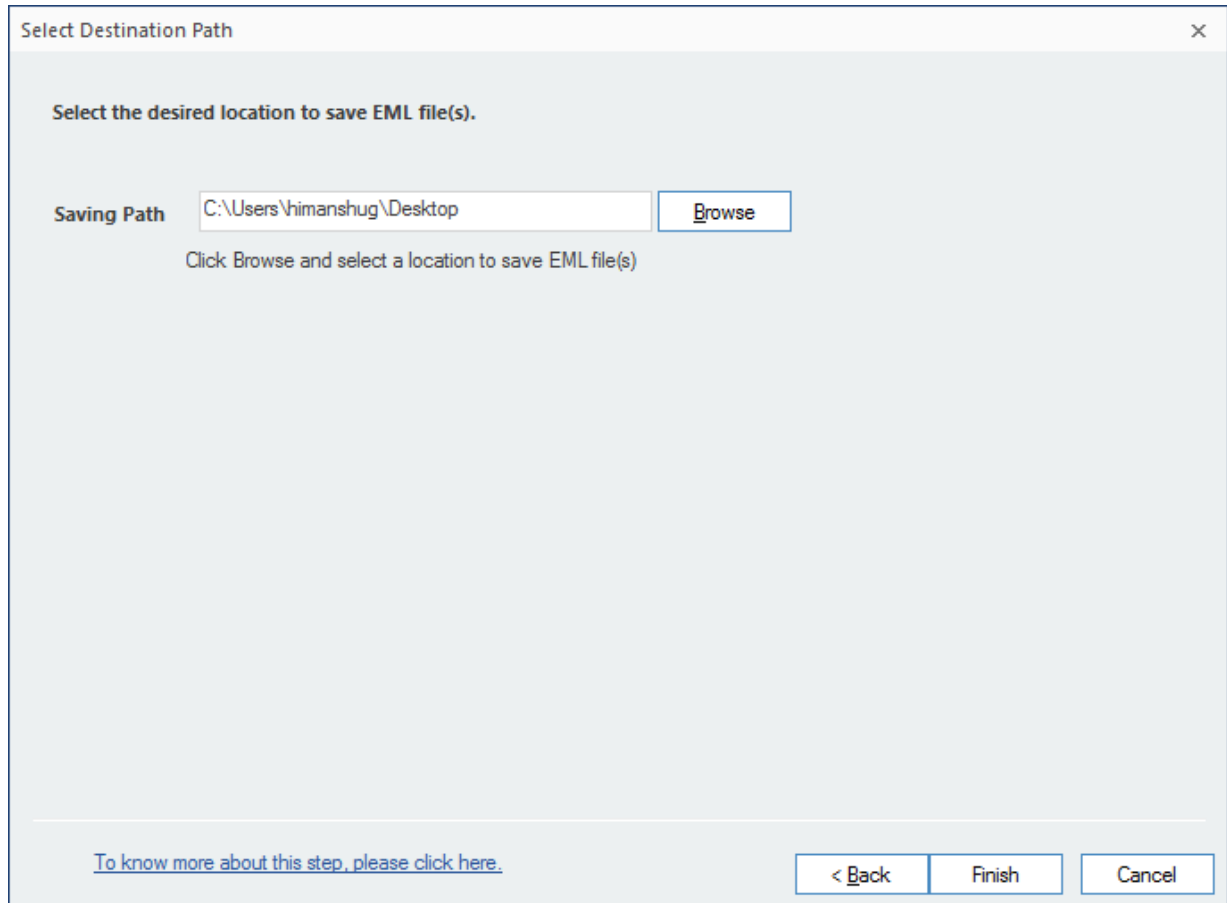 Select Destination Path
Select the desired location to save EML file(s).
Saving Path C:\Users\himanshug\Desktop Browse
Click Browse and select a location to save EML file(s)
To know more about this step, please click here.
< Back Finish Cancel